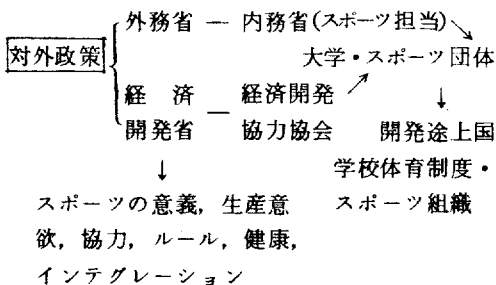 外務省 — 内務省(スポーツ担当)
対外政策
大学・スポーツ団体
経済 経済開発
開発省 — 協力協会 開発途上国
学校体育制度・
スポーツの意義，生産意 スポーツ組織
欲，協力，ルール，健康，
インテグレーション